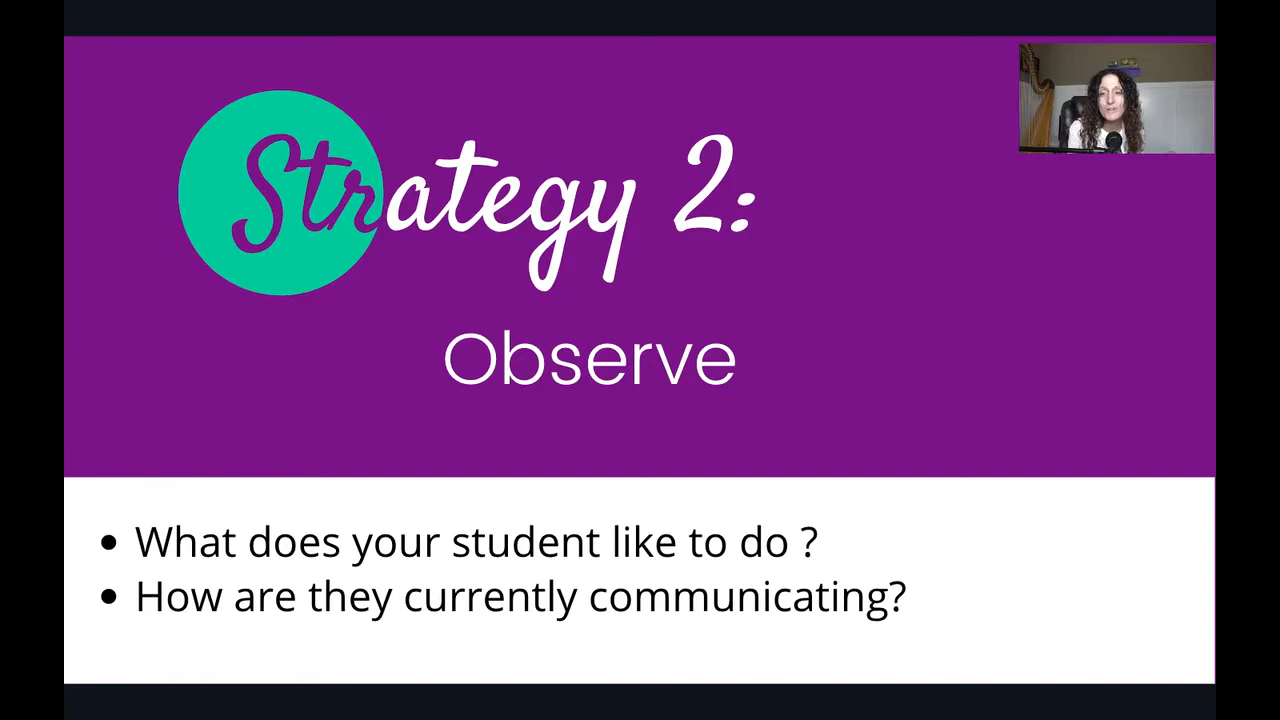 Strategy 2:
Observe
• What does your student like to do ?
• How are they currently communicating?